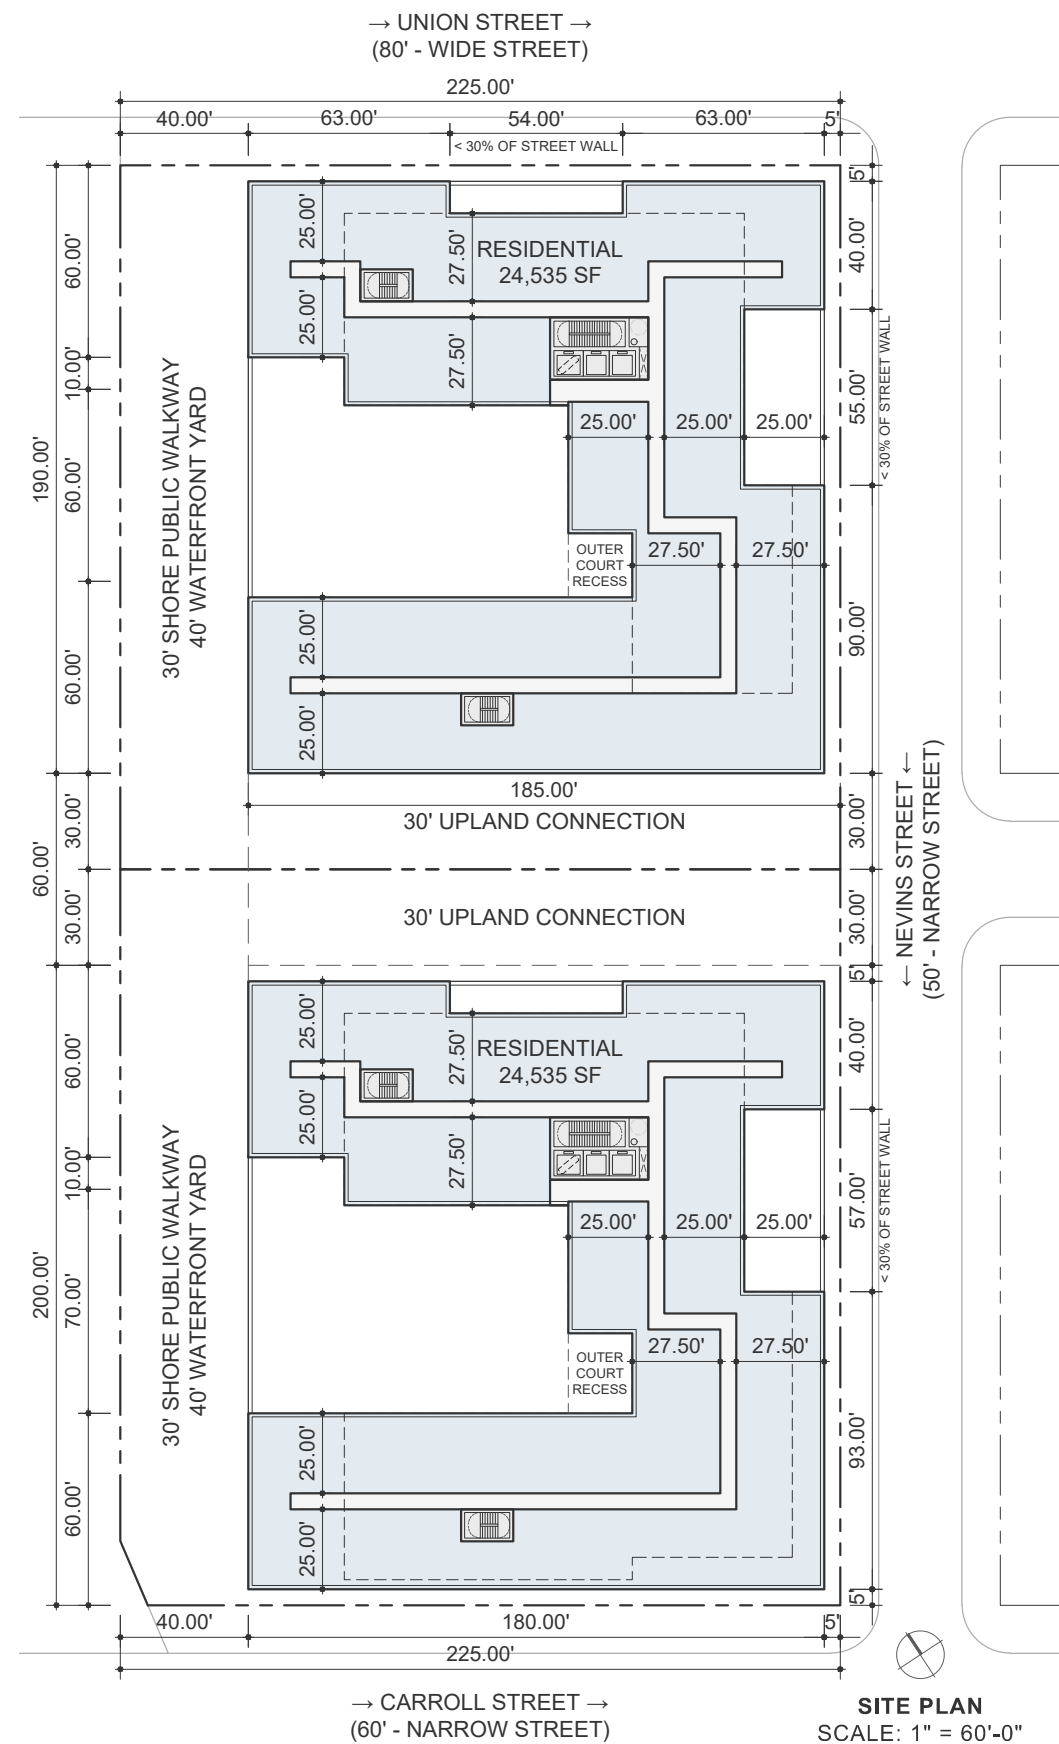 → UNION STREET →
(80' - WIDE STREET)
225.00'
40.00' 63.00' 54.00' 63.00' 5'
< 30% OF STREET WALL
5'
60.00'
10.00'
60.00'
190.00'
60.00'
30.00'
60.00'
30.00'
30' SHORE PUBLIC WALKWAY
40' WATERFRONT YARD
25.00'
25.00'
27.50'
RESIDENTIAL
24,535 SF
27.50'
40.00'
55.00'
< 30% OF STREET WALL
25.00' 25.00' 25.00'
OUTER
COURT
RECESS
27.50' 27.50'
25.00'
25.00'
90.00'
185.00'
30' UPLAND CONNECTION
30.00'
← NEVINS STREET ←
(50' - NARROW STREET)
30' UPLAND CONNECTION
30.00'
5'
60.00'
10.00'
70.00'
200.00'
60.00'
30' SHORE PUBLIC WALKWAY
40' WATERFRONT YARD
25.00'
25.00'
27.50'
RESIDENTIAL
24,535 SF
27.50'
40.00'
57.00'
< 30% OF STREET WALL
25.00' 25.00' 25.00'
OUTER
COURT
RECESS
27.50' 27.50'
25.00'
25.00'
93.00'
5'
40.00' 180.00' 5'
225.00'
→ CARROLL STREET →
(60' - NARROW STREET)
SITE PLAN
SCALE: 1" = 60'-0"